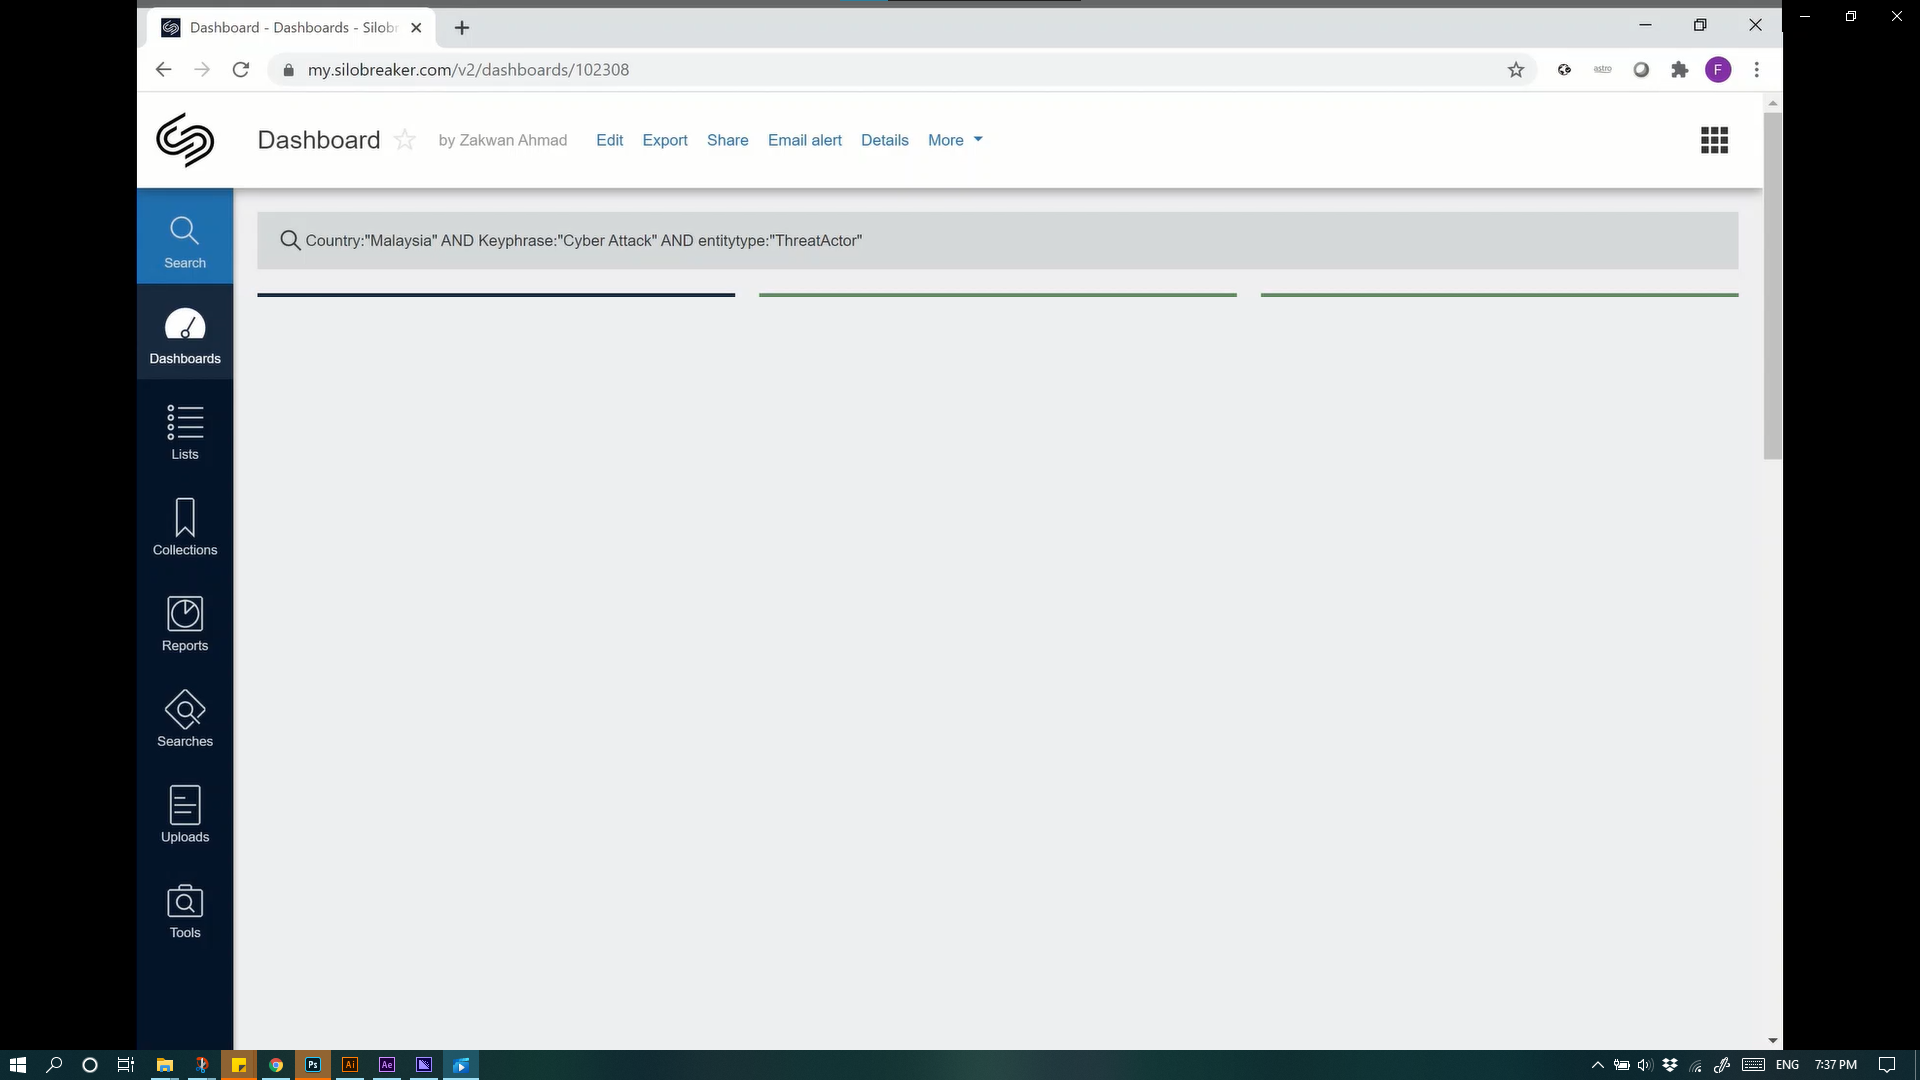 Dashboard - Dashboards - Silobr
my.silobreaker.com/v2/dashboards/102308
astro
F
Dashboard
by Zakwan Ahmad
Edit
Export
Share
Email alert
Details
More
Search
Country:"Malaysia" AND Keyphrase:"Cyber Attack" AND entitytype:"ThreatActor"
Dashboards
Lists
Collections
Reports
Searches
Uploads
Tools
Ps
Ai
Ae
ENG
7:37 PM